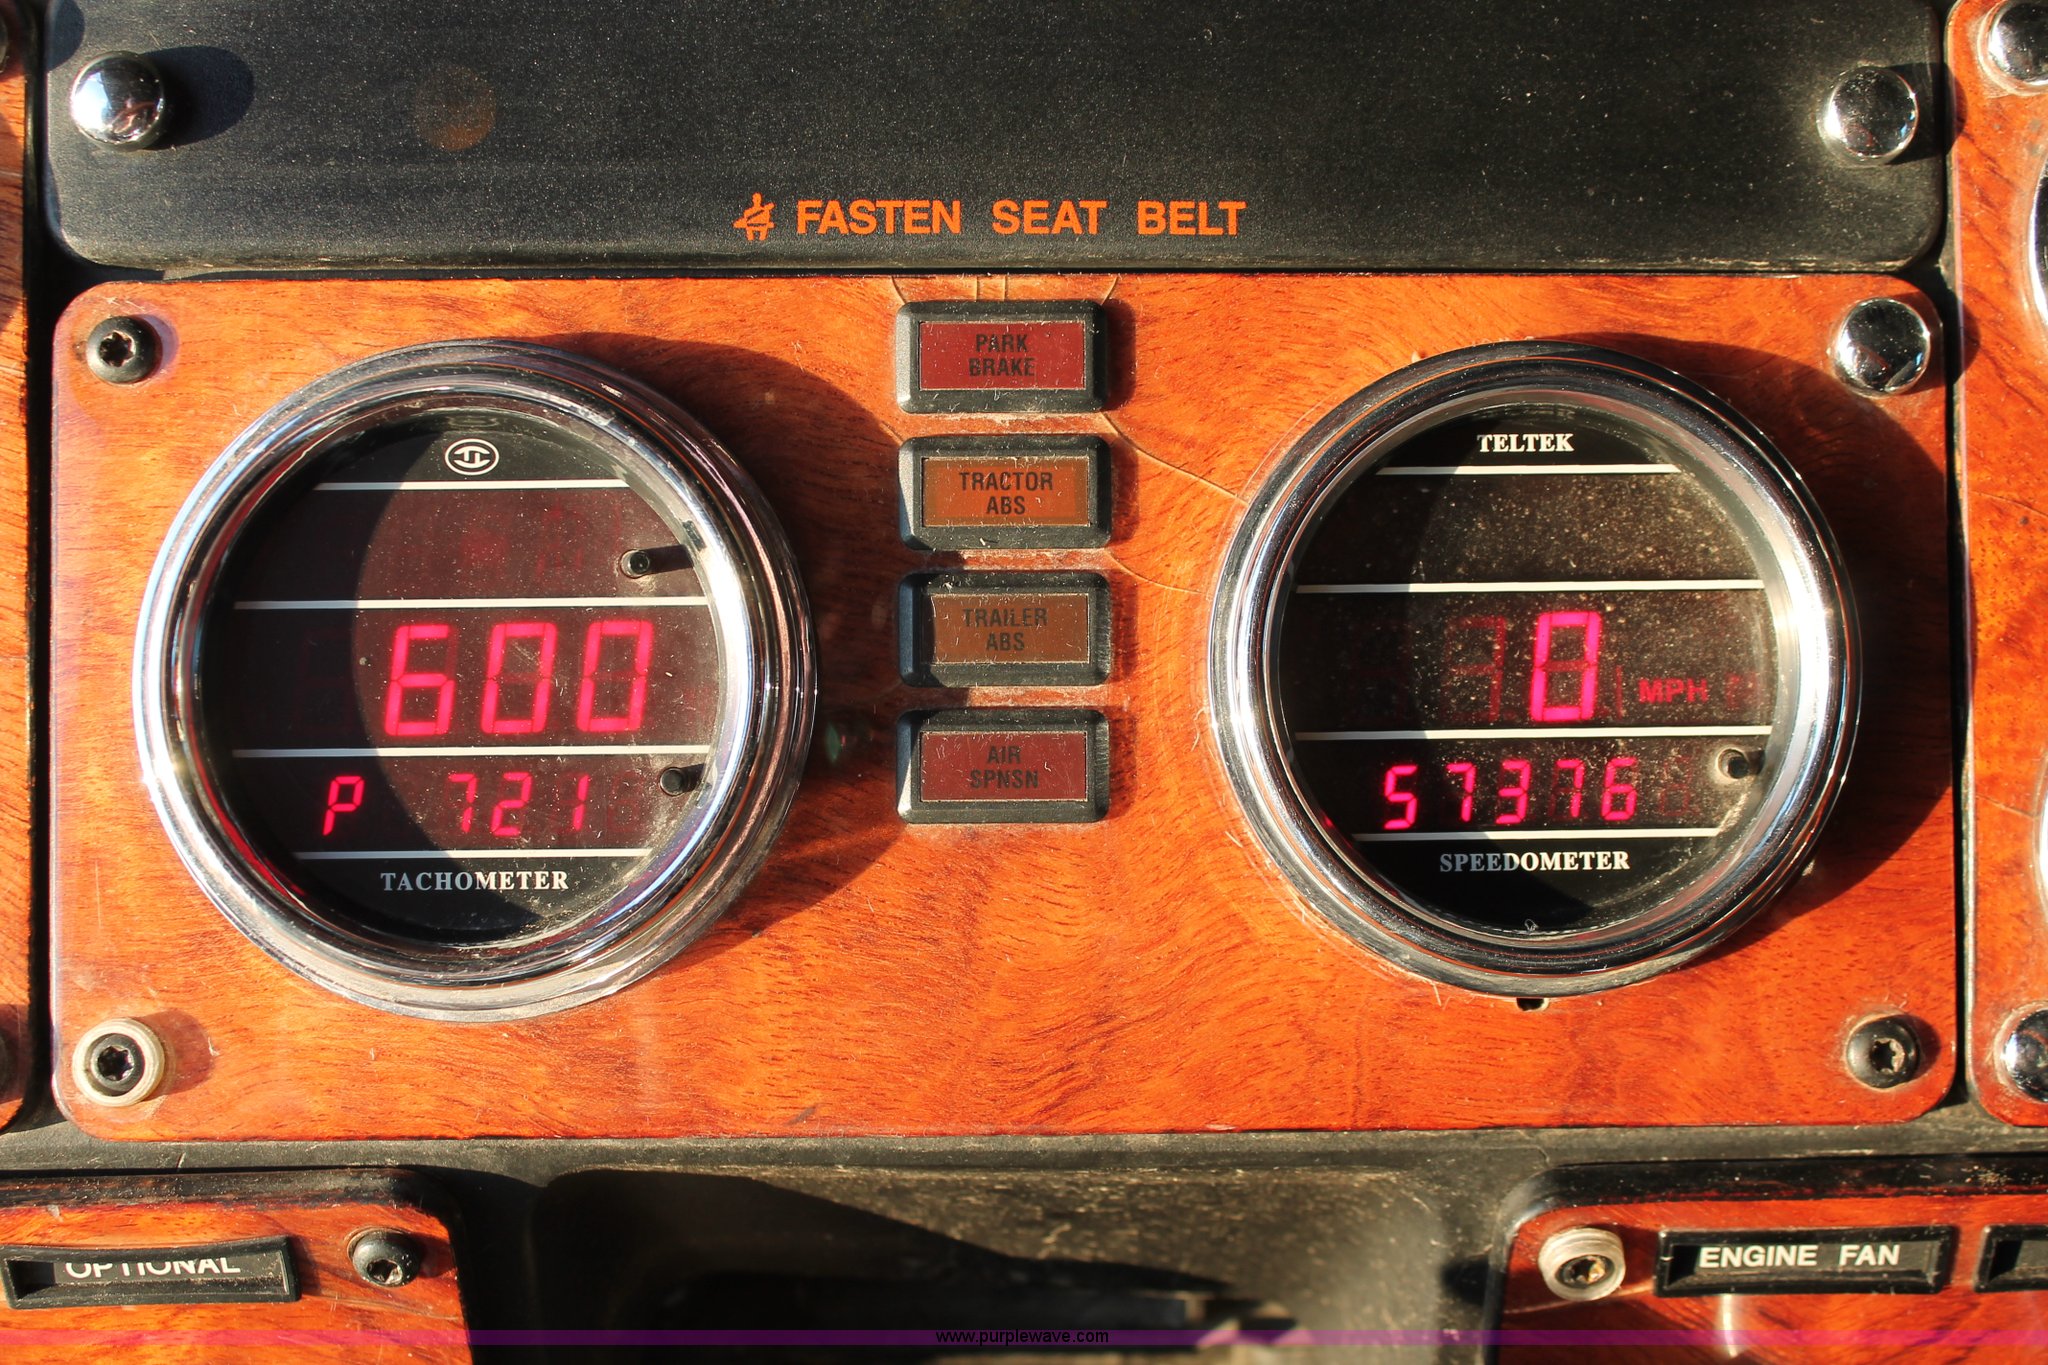 FASTEN SEAT BELT
PARK
BRAKE
TRACTOR
ABS
TRAILER
ABS
AIR
SPNSN
600
P 721
TACHOMETER
TELTEK
0 MPH
57376
SPEEDOMETER
OPTIONAL
ENGINE FAN
www.purplewave.com